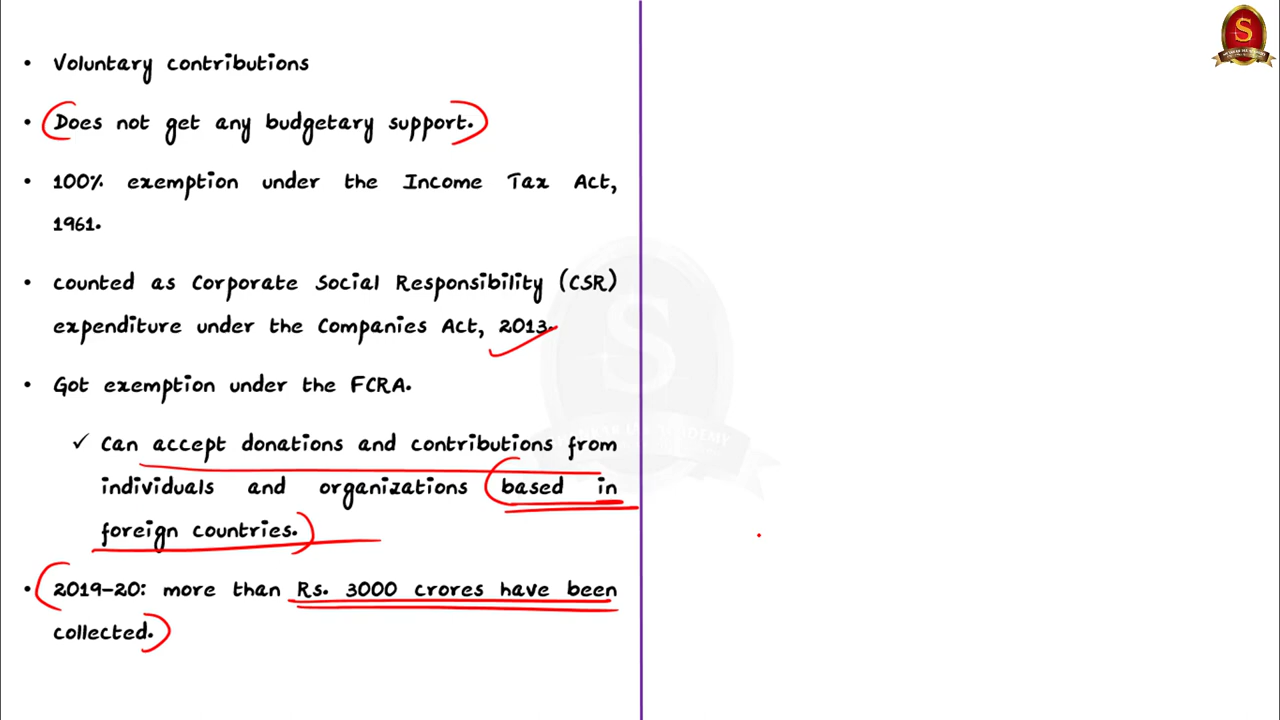 • Voluntary contributions
• Does not get any budgetary support.
• 100% exemption under the Income Tax Act,
1961.
• counted as Corporate Social Responsibility (CSR)
expenditure under the Companies Act, 2013.
• Got exemption under the FCRA.
✓ Can accept donations and contributions from
individuals and organizations based in
foreign countries.
• 2019-20: more than Rs. 3000 crores have been
collected.
S
S